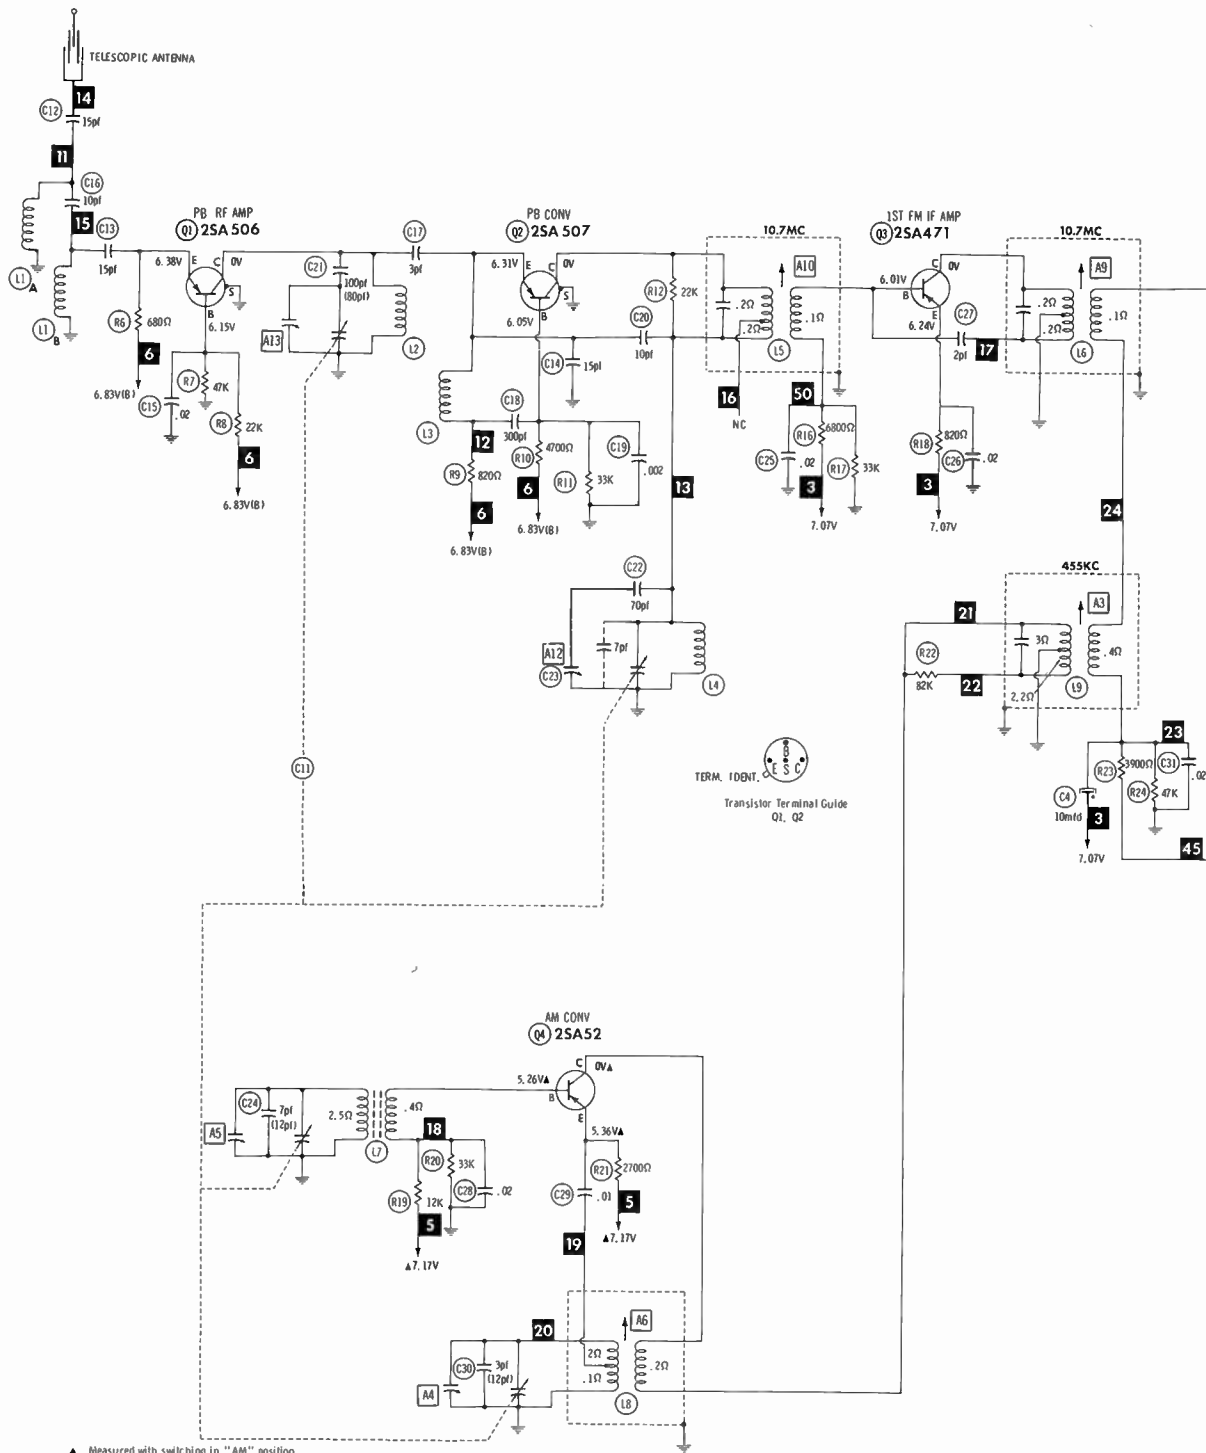 TELESCOPIC ANTENNA
14
C12
15pf
11
C16
10pf
15
C13
15pf
L1
A
L1
B
PB RF AMP
Q1 2SA506
6.38V
E
C
0V
S
B
6.15V
R6
680Ω
6
6.83V(B)
R7
47K
C15
.02
R8
22K
6
6.83V(B)
C21
100pf
(80pf)
A13
L2
C17
3pf
PB CONV
Q2 2SA507
6.31V
E
C
0V
S
B
6.05V
R12
22K
C20
10pf
C14
15pf
L3
12
C18
300pf
R9
820Ω
6
6.83V(B)
R10
4700Ω
6
6.83V(B)
R11
33K
C19
.002
13
10.7MC
A10
.2Ω
.2Ω
.1Ω
L5
16
NC
50
C25
.02
R16
6800Ω
R17
33K
3
7.07V
1ST FM IF AMP
Q3 2SA471
C
0V
6.01V
B
E
6.24V
C27
2pf
17
R18
820Ω
C26
.02
3
7.07V
10.7MC
A9
.2Ω
.2Ω
.1Ω
L6
24
C22
70pf
A12
C23
7pf
L4
455KC
A3
21
3Ω
.4Ω
R22
82K
22
2.2Ω
L9
23
R23
3900Ω
C31
.02
R24
47K
C4
10mfd
3
7.07V
45
C11
TERM. IDENT.
B
E S C
Transistor Terminal Guide
Q1, Q2
AM CONV
Q4 2SA52
C
0V▲
5.26V▲
B
E
5.36V▲
C24
7pf
(12pf)
A5
2.5Ω
.4Ω
L7
18
R20
33K
R19
12K
C28
.02
5
▲7.17V
R21
2700Ω
C29
.01
5
▲7.17V
19
20
A6
C30
3pf
(12pf)
A4
2Ω
.1Ω
.2Ω
L8
▲ Measured with switching in "AM" position